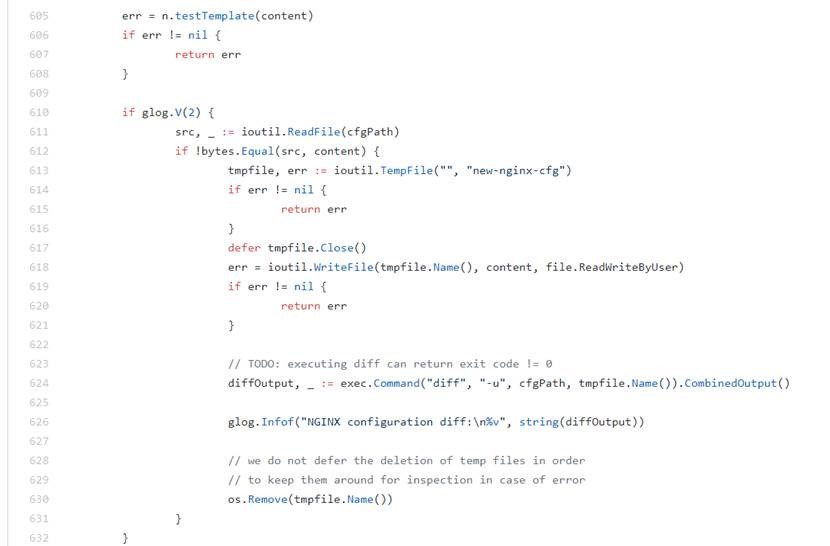 605 err = n.testTemplate(content)
606 if err != nil {
607 return err
608 }
609
610 if glog.V(2) {
611 src, _ := ioutil.ReadFile(cfgPath)
612 if !bytes.Equal(src, content) {
613 tmpfile, err := ioutil.TempFile("", "new-nginx-cfg")
614 if err != nil {
615 return err
616 }
617 defer tmpfile.Close()
618 err = ioutil.WriteFile(tmpfile.Name(), content, file.ReadWriteByUser)
619 if err != nil {
620 return err
621 }
622
623 // TODO: executing diff can return exit code != 0
624 diffOutput, _ := exec.Command("diff", "-u", cfgPath, tmpfile.Name()).CombinedOutput()
625
626 glog.Infof("NGINX configuration diff:\n%v", string(diffOutput))
627
628 // we do not defer the deletion of temp files in order
629 // to keep them around for inspection in case of error
630 os.Remove(tmpfile.Name())
631 }
632 }